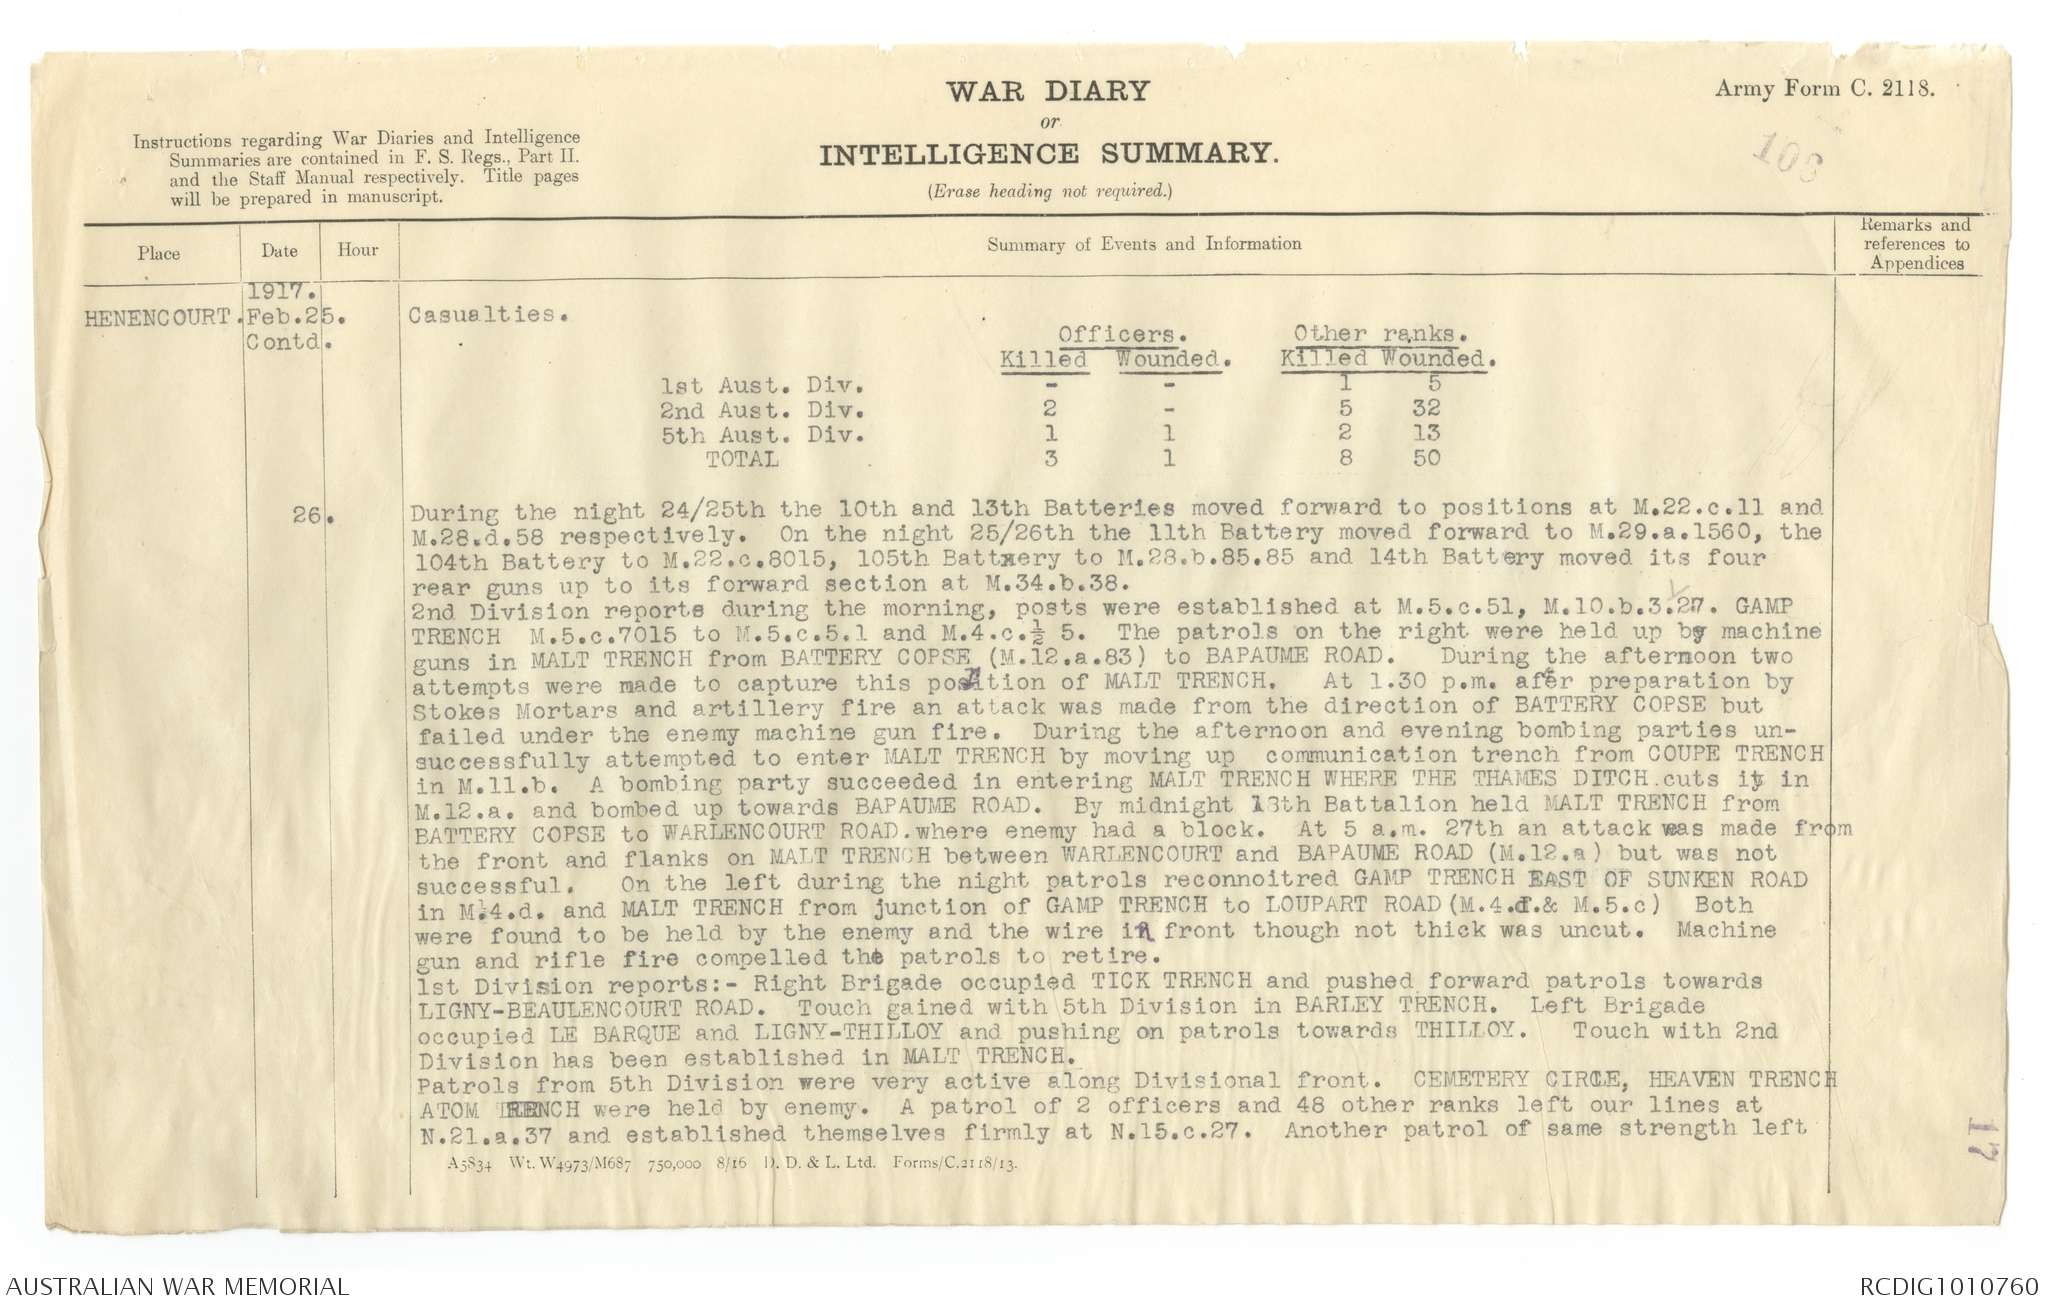 WAR DIARY
or
INTELLIGENCE SUMMARY.
(Erase heading not required.)
Army Form C. 2118.
Instructions regarding War Diaries and Intelligence
Summaries are contained in F. S. Regs., Part II.
and the Staff Manual respectively. Title pages
will be prepared in manuscript.
Place Date Hour Summary of Events and Information Remarks and references to Appendices
1917.
HENENCOURT. Feb.25. Casualties.
Contd.
Officers. Other ranks.
Killed Wounded. Killed Wounded.
1st Aust. Div. - - 1 5
2nd Aust. Div. 2 - 5 32
5th Aust. Div. 1 1 2 13
TOTAL 3 1 8 50
26. During the night 24/25th the 10th and 13th Batteries moved forward to positions at M.22.c.11 and
M.28.d.58 respectively. On the night 25/26th the 11th Battery moved forward to M.29.a.1560, the
104th Battery to M.22.c.8015, 105th Battxery to M.28.b.85.85 and 14th Battery moved its four
rear guns up to its forward section at M.34.b.38.
2nd Division reports during the morning, posts were established at M.5.c.51, M.10.b.3.27. GAMP
TRENCH M.5.c.7015 to M.5.c.5.1 and M.4.c.½ 5. The patrols on the right were held up by machine
guns in MALT TRENCH from BATTERY COPSE (M.12.a.83) to BAPAUME ROAD. During the afternoon two
attempts were made to capture this position of MALT TRENCH. At 1.30 p.m. after preparation by
Stokes Mortars and artillery fire an attack was made from the direction of BATTERY COPSE but
failed under the enemy machine gun fire. During the afternoon and evening bombing parties un-
successfully attempted to enter MALT TRENCH by moving up communication trench from COUPE TRENCH
in M.11.b. A bombing party succeeded in entering MALT TRENCH WHERE THE THAMES DITCH.cuts it in
M.12.a. and bombed up towards BAPAUME ROAD. By midnight 18th Battalion held MALT TRENCH from
BATTERY COPSE to WARLENCOURT ROAD.where enemy had a block. At 5 a.m. 27th an attack was made from
the front and flanks on MALT TRENCH between WARLENCOURT and BAPAUME ROAD (M.12.a) but was not
successful. On the left during the night patrols reconnoitred GAMP TRENCH EAST OF SUNKEN ROAD
in M.4.d. and MALT TRENCH from junction of GAMP TRENCH to LOUPART ROAD(M.4.d.& M.5.c) Both
were found to be held by the enemy and the wire in front though not thick was uncut. Machine
gun and rifle fire compelled the patrols to retire.
1st Division reports:- Right Brigade occupied TICK TRENCH and pushed forward patrols towards
LIGNY-BEAULENCOURT ROAD. Touch gained with 5th Division in BARLEY TRENCH. Left Brigade
occupied LE BARQUE and LIGNY-THILLOY and pushing on patrols towards THILLOY. Touch with 2nd
Division has been established in MALT TRENCH.
Patrols from 5th Division were very active along Divisional front. CEMETERY CIRCLE, HEAVEN TRENCH
ATOM TRENCH were held by enemy. A patrol of 2 officers and 48 other ranks left our lines at
N.21.a.37 and established themselves firmly at N.15.c.27. Another patrol of same strength left
A5834 Wt. W4973/M687 750,000 8/16 D. D. & L. Ltd. Forms/C.2118/13.
AUSTRALIAN WAR MEMORIAL
RCDIG1010760